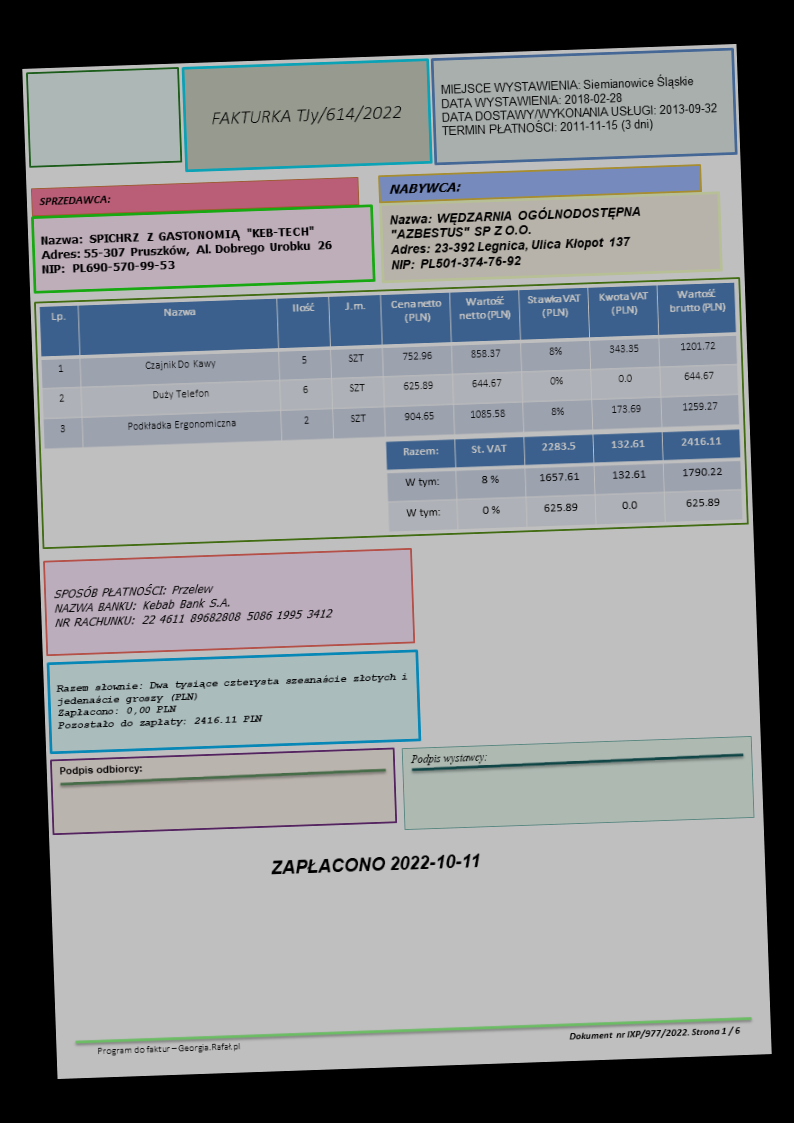 FAKTURKA TJy/614/2022
MIEJSCE WYSTAWIENIA: Siemianowice Śląskie
DATA WYSTAWIENIA: 2018-02-28
DATA DOSTAWY/WYKONANIA USŁUGI: 2013-09-32
TERMIN PŁATNOŚCI: 2011-11-15 (3 dni)
SPRZEDAWCA:
Nazwa: SPICHRZ Z GASTONOMIĄ "KEB-TECH"
Adres: 55-307 Pruszków, Al. Dobrego Urobku 26
NIP: PL690-570-99-53
NABYWCA:
Nazwa: WĘDZARNIA OGÓLNODOSTĘPNA
"AZBESTUS" SP Z O.O.
Adres: 23-392 Legnica, Ulica Kłopot 137
NIP: PL501-374-76-92
Lp. Nazwa Ilość J.m. Cena netto (PLN) Wartość netto (PLN) Stawka VAT (PLN) Kwota VAT (PLN) Wartość brutto (PLN)
1 Czajnik Do Kawy 5 SZT 752.96 858.37 8% 343.35 1201.72
2 Duży Telefon 6 SZT 625.89 644.67 0% 0.0 644.67
3 Podkładka Ergonomiczna 2 SZT 904.65 1085.58 8% 173.69 1259.27
Razem: St. VAT 2283.5 132.61 2416.11
W tym: 8 % 1657.61 132.61 1790.22
W tym: 0 % 625.89 0.0 625.89
SPOSÓB PŁATNOŚCI: Przelew
NAZWA BANKU: Kebab Bank S.A.
NR RACHUNKU: 22 4611 89682808 5086 1995 3412
Razem słownie: Dwa tysiące czterysta szesnaście złotych i
jedenaście groszy (PLN)
Zapłacono: 0,00 PLN
Pozostało do zapłaty: 2416.11 PLN
Podpis odbiorcy:
Podpis wystawcy:
ZAPŁACONO 2022-10-11
Program do faktur – Georgia.Rafał.pl
Dokument nr IXP/977/2022. Strona 1 / 6